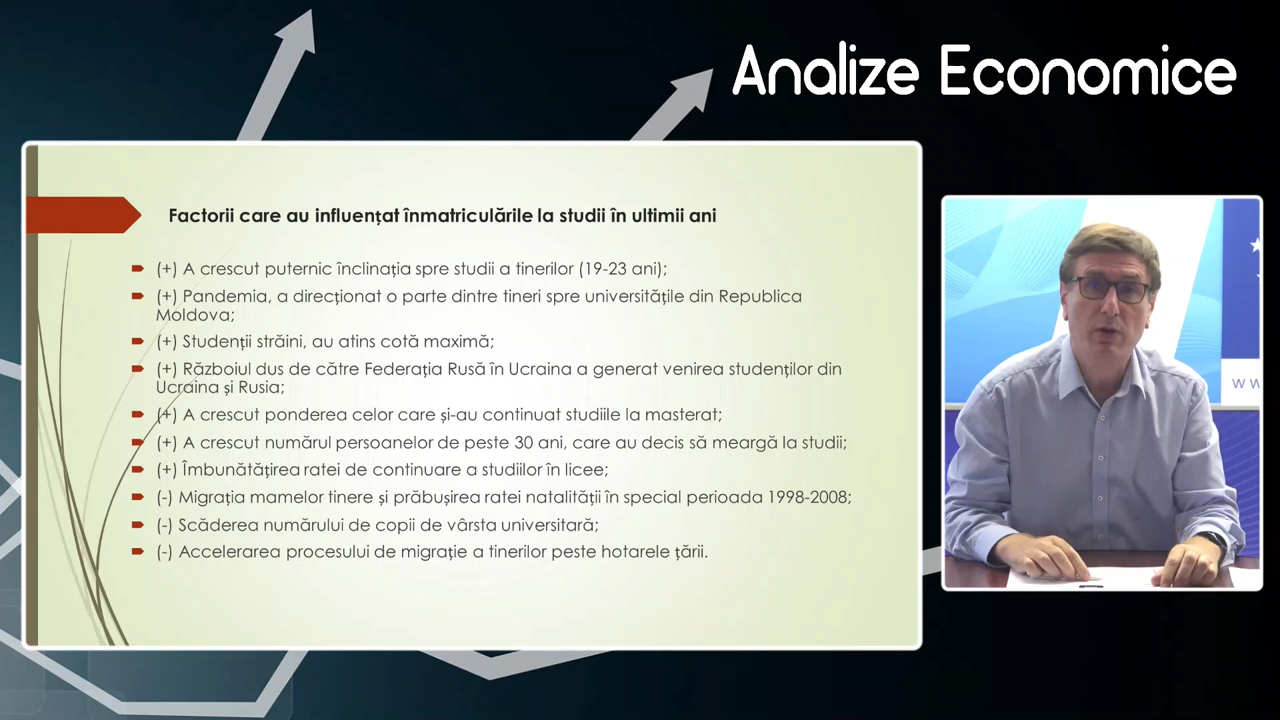 Analize Economice
Factorii care au influențat înmatriculările la studii în ultimii ani
(+) A crescut puternic înclinația spre studii a tinerilor (19-23 ani);
(+) Pandemia, a direcționat o parte dintre tineri spre universitățile din Republica
Moldova;
(+) Studenții străini, au atins cotă maximă;
(+) Războiul dus de către Federația Rusă în Ucraina a generat venirea studenților din
Ucraina și Rusia;
(+) A crescut ponderea celor care și-au continuat studiile la masterat;
(+) A crescut numărul persoanelor de peste 30 ani, care au decis să meargă la studii;
(+) Îmbunătățirea ratei de continuare a studiilor în licee;
(-) Migrația mamelor tinere și prăbușirea ratei natalității în special perioada 1998-2008;
(-) Scăderea numărului de copii de vârsta universitară;
(-) Accelerarea procesului de migrație a tinerilor peste hotarele țării.
ww